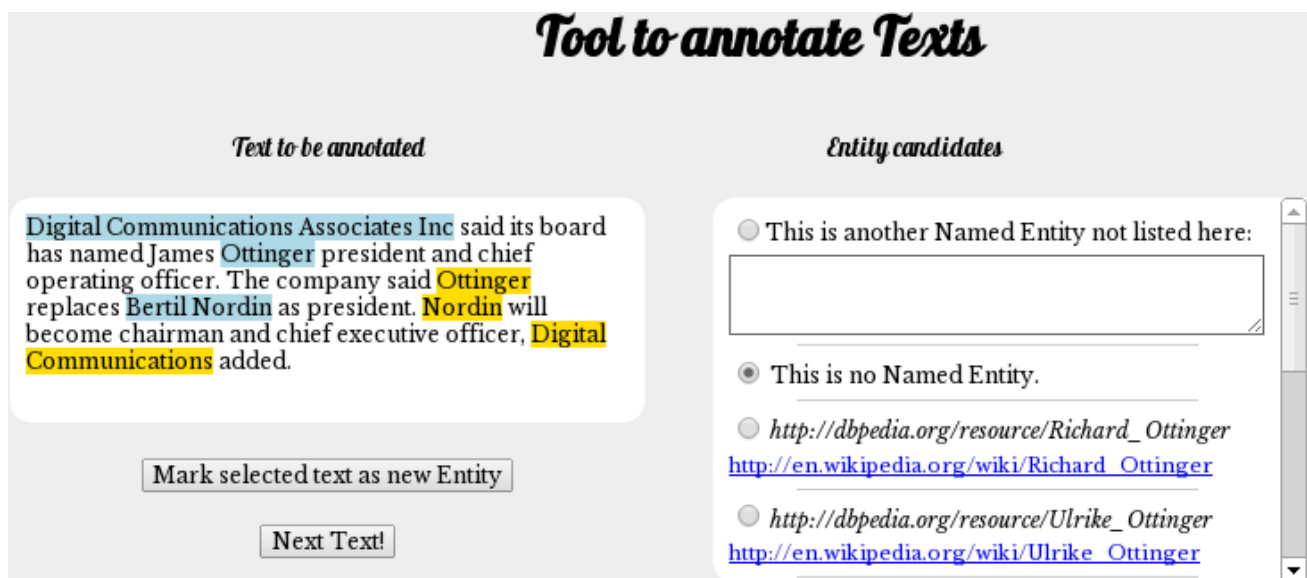 Tool to annotate Texts
Text to be annotated
Digital Communications Associates Inc said its board
has named James Ottinger president and chief
operating officer. The company said Ottinger
replaces Bertil Nordin as president. Nordin will
become chairman and chief executive officer, Digital
Communications added.
Mark selected text as new Entity
Next Text!
Entity candidates
This is another Named Entity not listed here:
This is no Named Entity.
http://dbpedia.org/resource/Richard_Ottinger
http://en.wikipedia.org/wiki/Richard_Ottinger
http://dbpedia.org/resource/Ulrike_Ottinger
http://en.wikipedia.org/wiki/Ulrike_Ottinger